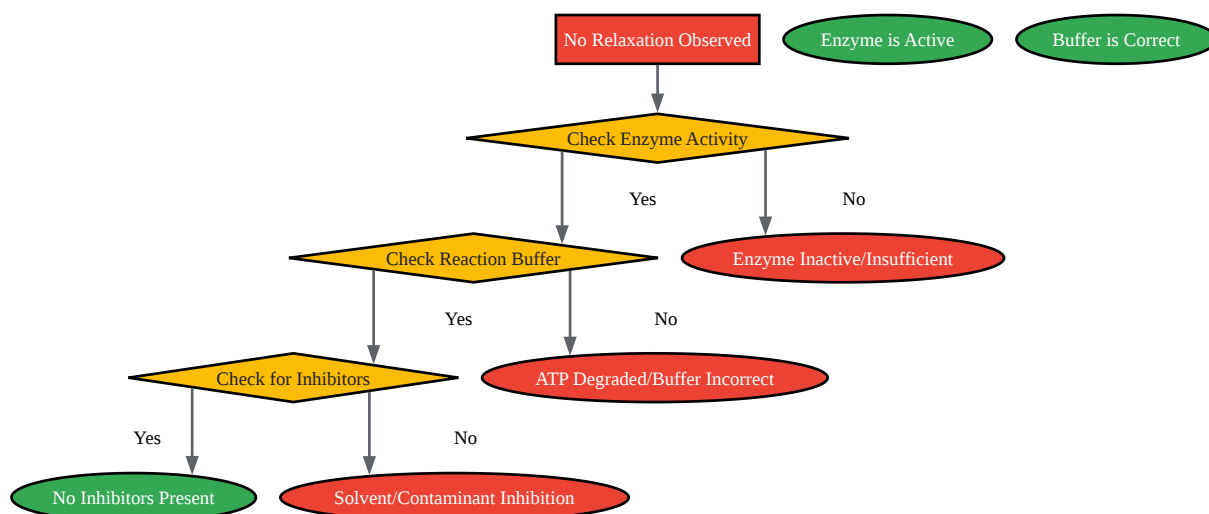 No Relaxation Observed
Enzyme is Active
Buffer is Correct
Check Enzyme Activity
Yes
No
Check Reaction Buffer
Enzyme Inactive/Insufficient
Yes
No
Check for Inhibitors
ATP Degraded/Buffer Incorrect
Yes
No
No Inhibitors Present
Solvent/Contaminant Inhibition